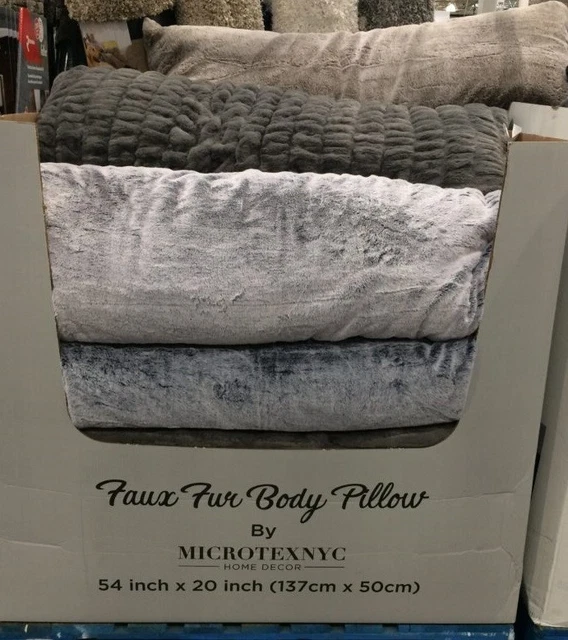 Faux Fur Body Pillow
By
MICROTEXNYC
HOME DECOR
54 inch x 20 inch (137cm x 50cm)